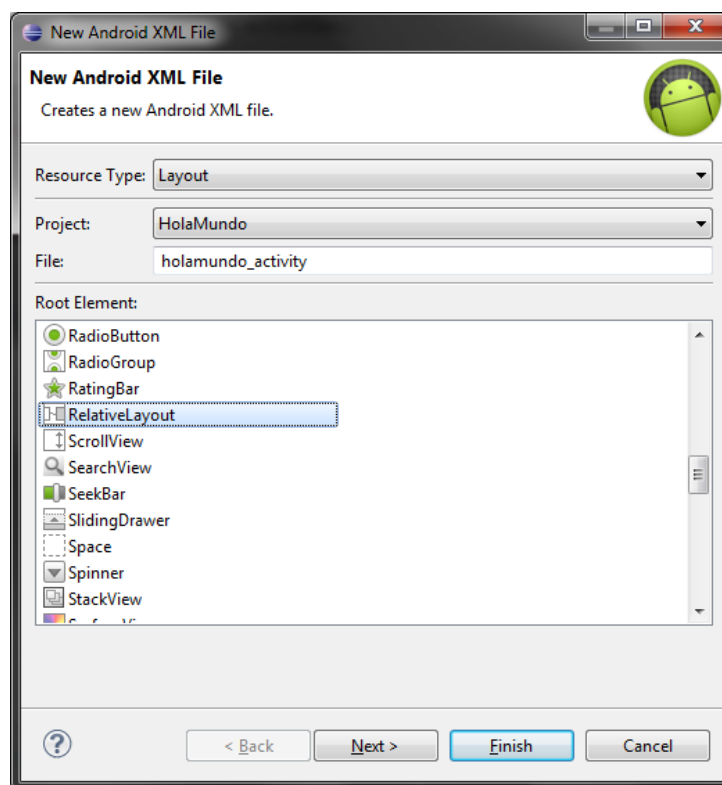 New Android XML File
New Android XML File
Creates a new Android XML file.
Resource Type: Layout
Project: HolaMundo
File: holamundo_activity
Root Element:
RadioButton
RadioGroup
RatingBar
RelativeLayout
ScrollView
SearchView
SeekBar
SlidingDrawer
Space
Spinner
StackView
? < Back Next > Finish Cancel